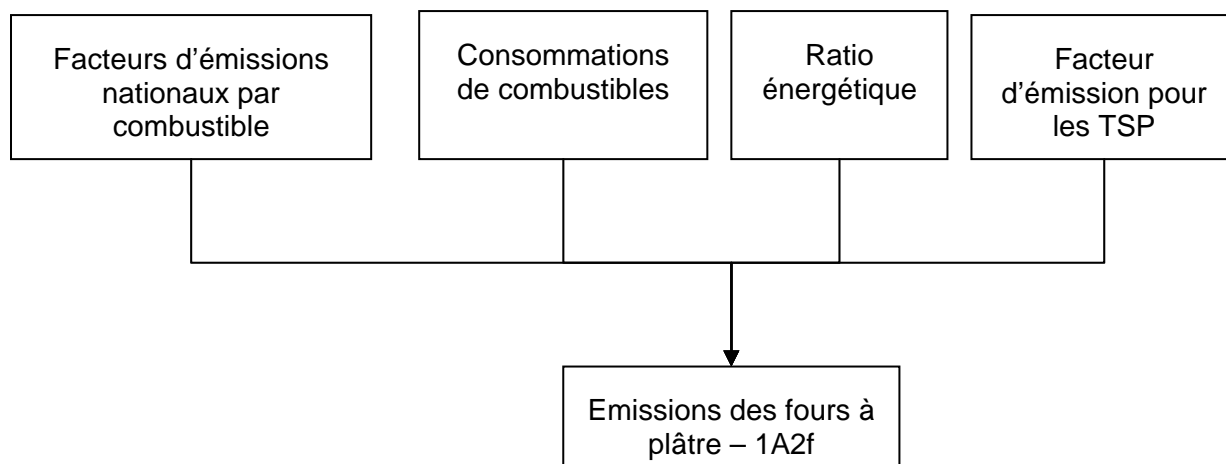 Facteurs d'émissions
nationaux par
combustible
Consommations
de combustibles
Ratio
énergétique
Facteur
d'émission pour
les TSP
Emissions des fours à
plâtre – 1A2f